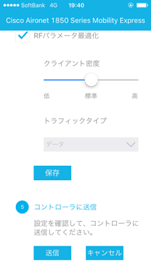 SoftBank 4G 19:40
Cisco Aironet 1850 Series Mobility Express
RFパラメータ最適化
クライアント密度
低 標準 高
トラフィックタイプ
データ
保存
5 コントローラに送信
設定を確認して、コントローラに
送信してください。
送信 キャンセル